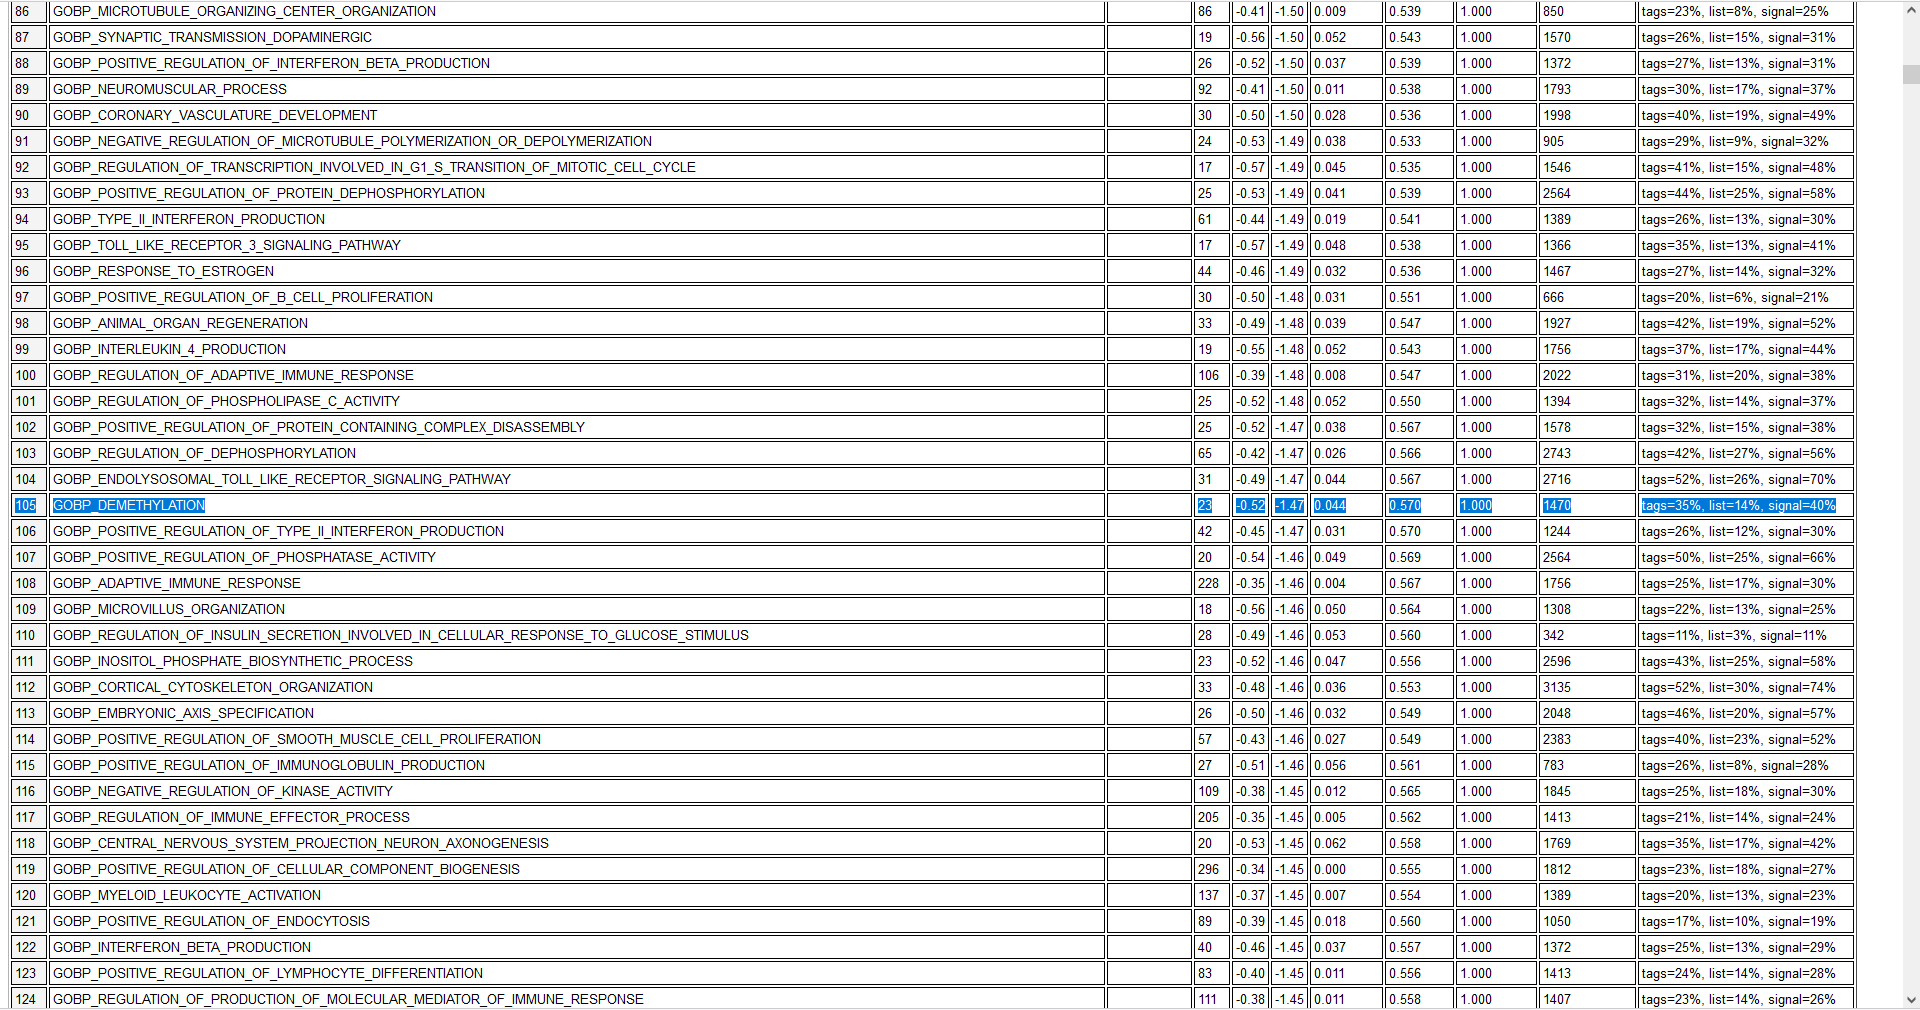 86 GOBP_MICROTUBULE_ORGANIZING_CENTER_ORGANIZATION 86 -0.41 -1.50 0.009 0.539 1.000 850 tags=23%, list=8%, signal=25%
87 GOBP_SYNAPTIC_TRANSMISSION_DOPAMINERGIC 19 -0.56 -1.50 0.052 0.543 1.000 1570 tags=26%, list=15%, signal=31%
88 GOBP_POSITIVE_REGULATION_OF_INTERFERON_BETA_PRODUCTION 26 -0.52 -1.50 0.037 0.539 1.000 1372 tags=27%, list=13%, signal=31%
89 GOBP_NEUROMUSCULAR_PROCESS 92 -0.41 -1.50 0.011 0.538 1.000 1793 tags=30%, list=17%, signal=37%
90 GOBP_CORONARY_VASCULATURE_DEVELOPMENT 30 -0.50 -1.50 0.028 0.536 1.000 1998 tags=40%, list=19%, signal=49%
91 GOBP_NEGATIVE_REGULATION_OF_MICROTUBULE_POLYMERIZATION_OR_DEPOLYMERIZATION 24 -0.53 -1.49 0.038 0.533 1.000 905 tags=29%, list=9%, signal=32%
92 GOBP_REGULATION_OF_TRANSCRIPTION_INVOLVED_IN_G1_S_TRANSITION_OF_MITOTIC_CELL_CYCLE 17 -0.57 -1.49 0.045 0.535 1.000 1546 tags=41%, list=15%, signal=48%
93 GOBP_POSITIVE_REGULATION_OF_PROTEIN_DEPHOSPHORYLATION 25 -0.53 -1.49 0.041 0.539 1.000 2564 tags=44%, list=25%, signal=58%
94 GOBP_TYPE_II_INTERFERON_PRODUCTION 61 -0.44 -1.49 0.019 0.541 1.000 1389 tags=26%, list=13%, signal=30%
95 GOBP_TOLL_LIKE_RECEPTOR_3_SIGNALING_PATHWAY 17 -0.57 -1.49 0.048 0.538 1.000 1366 tags=35%, list=13%, signal=41%
96 GOBP_RESPONSE_TO_ESTROGEN 44 -0.46 -1.49 0.032 0.536 1.000 1467 tags=27%, list=14%, signal=32%
97 GOBP_POSITIVE_REGULATION_OF_B_CELL_PROLIFERATION 30 -0.50 -1.48 0.031 0.551 1.000 666 tags=20%, list=6%, signal=21%
98 GOBP_ANIMAL_ORGAN_REGENERATION 33 -0.49 -1.48 0.039 0.547 1.000 1927 tags=42%, list=19%, signal=52%
99 GOBP_INTERLEUKIN_4_PRODUCTION 19 -0.55 -1.48 0.052 0.543 1.000 1756 tags=37%, list=17%, signal=44%
100 GOBP_REGULATION_OF_ADAPTIVE_IMMUNE_RESPONSE 106 -0.39 -1.48 0.008 0.547 1.000 2022 tags=31%, list=20%, signal=38%
101 GOBP_REGULATION_OF_PHOSPHOLIPASE_C_ACTIVITY 25 -0.52 -1.48 0.052 0.550 1.000 1394 tags=32%, list=14%, signal=37%
102 GOBP_POSITIVE_REGULATION_OF_PROTEIN_CONTAINING_COMPLEX_DISASSEMBLY 25 -0.52 -1.47 0.038 0.567 1.000 1578 tags=32%, list=15%, signal=38%
103 GOBP_REGULATION_OF_DEPHOSPHORYLATION 65 -0.42 -1.47 0.026 0.566 1.000 2743 tags=42%, list=27%, signal=56%
104 GOBP_ENDOLYSOSOMAL_TOLL_LIKE_RECEPTOR_SIGNALING_PATHWAY 31 -0.49 -1.47 0.044 0.567 1.000 2716 tags=52%, list=26%, signal=70%
105 GOBP_DEMETHYLATION 23 -0.52 -1.47 0.044 0.570 1.000 1470 tags=35%, list=14%, signal=40%
106 GOBP_POSITIVE_REGULATION_OF_TYPE_II_INTERFERON_PRODUCTION 42 -0.45 -1.47 0.031 0.570 1.000 1244 tags=26%, list=12%, signal=30%
107 GOBP_POSITIVE_REGULATION_OF_PHOSPHATASE_ACTIVITY 20 -0.54 -1.46 0.049 0.569 1.000 2564 tags=50%, list=25%, signal=66%
108 GOBP_ADAPTIVE_IMMUNE_RESPONSE 228 -0.35 -1.46 0.004 0.567 1.000 1756 tags=25%, list=17%, signal=30%
109 GOBP_MICROVILLUS_ORGANIZATION 18 -0.56 -1.46 0.050 0.564 1.000 1308 tags=22%, list=13%, signal=25%
110 GOBP_REGULATION_OF_INSULIN_SECRETION_INVOLVED_IN_CELLULAR_RESPONSE_TO_GLUCOSE_STIMULUS 28 -0.49 -1.46 0.053 0.560 1.000 342 tags=11%, list=3%, signal=11%
111 GOBP_INOSITOL_PHOSPHATE_BIOSYNTHETIC_PROCESS 23 -0.52 -1.46 0.047 0.556 1.000 2596 tags=43%, list=25%, signal=58%
112 GOBP_CORTICAL_CYTOSKELETON_ORGANIZATION 33 -0.48 -1.46 0.036 0.553 1.000 3135 tags=52%, list=30%, signal=74%
113 GOBP_EMBRYONIC_AXIS_SPECIFICATION 26 -0.50 -1.46 0.032 0.549 1.000 2048 tags=46%, list=20%, signal=57%
114 GOBP_POSITIVE_REGULATION_OF_SMOOTH_MUSCLE_CELL_PROLIFERATION 57 -0.43 -1.46 0.027 0.549 1.000 2383 tags=40%, list=23%, signal=52%
115 GOBP_POSITIVE_REGULATION_OF_IMMUNOGLOBULIN_PRODUCTION 27 -0.51 -1.46 0.056 0.561 1.000 783 tags=26%, list=8%, signal=28%
116 GOBP_NEGATIVE_REGULATION_OF_KINASE_ACTIVITY 109 -0.38 -1.45 0.012 0.565 1.000 1845 tags=25%, list=18%, signal=30%
117 GOBP_REGULATION_OF_IMMUNE_EFFECTOR_PROCESS 205 -0.35 -1.45 0.005 0.562 1.000 1413 tags=21%, list=14%, signal=24%
118 GOBP_CENTRAL_NERVOUS_SYSTEM_PROJECTION_NEURON_AXONOGENESIS 20 -0.53 -1.45 0.062 0.558 1.000 1769 tags=35%, list=17%, signal=42%
119 GOBP_POSITIVE_REGULATION_OF_CELLULAR_COMPONENT_BIOGENESIS 296 -0.34 -1.45 0.000 0.555 1.000 1812 tags=23%, list=18%, signal=27%
120 GOBP_MYELOID_LEUKOCYTE_ACTIVATION 137 -0.37 -1.45 0.007 0.554 1.000 1389 tags=20%, list=13%, signal=23%
121 GOBP_POSITIVE_REGULATION_OF_ENDOCYTOSIS 89 -0.39 -1.45 0.018 0.560 1.000 1050 tags=17%, list=10%, signal=19%
122 GOBP_INTERFERON_BETA_PRODUCTION 40 -0.46 -1.45 0.037 0.557 1.000 1372 tags=25%, list=13%, signal=29%
123 GOBP_POSITIVE_REGULATION_OF_LYMPHOCYTE_DIFFERENTIATION 83 -0.40 -1.45 0.011 0.556 1.000 1413 tags=24%, list=14%, signal=28%
124 GOBP_REGULATION_OF_PRODUCTION_OF_MOLECULAR_MEDIATOR_OF_IMMUNE_RESPONSE 111 -0.38 -1.45 0.011 0.558 1.000 1407 tags=23%, list=14%, signal=26%